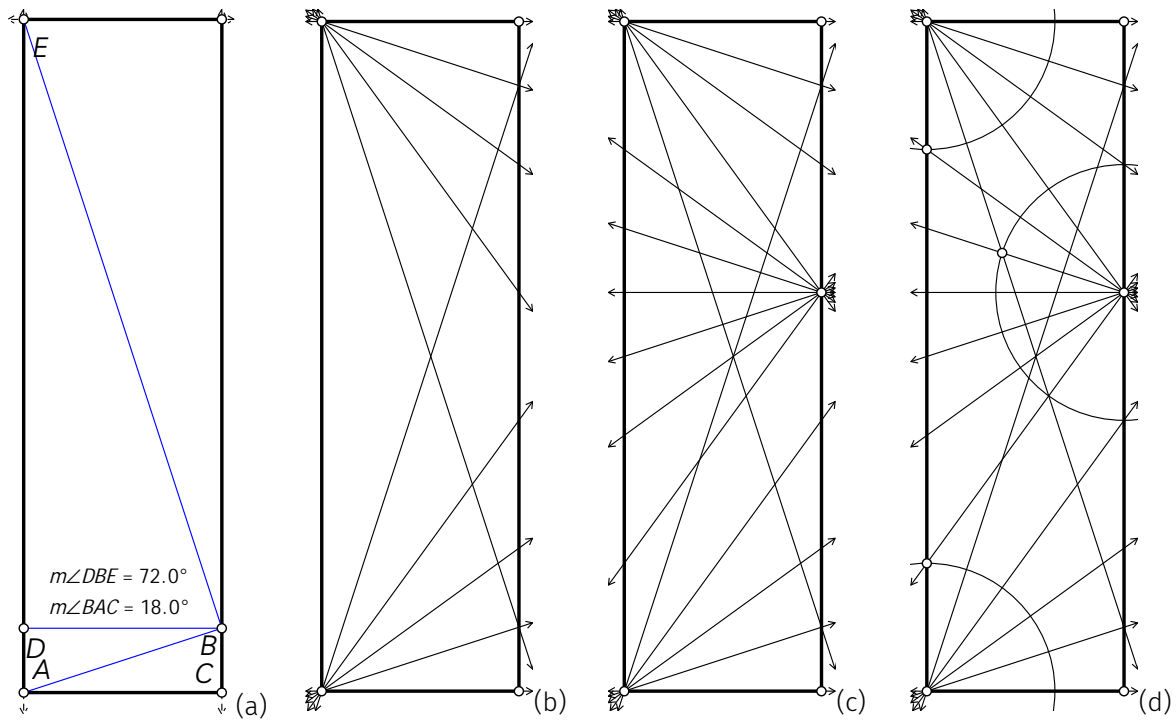 E
m∠DBE = 72.0°
m∠BAC = 18.0°
D
B
A
C
(a)
(b)
(c)
(d)